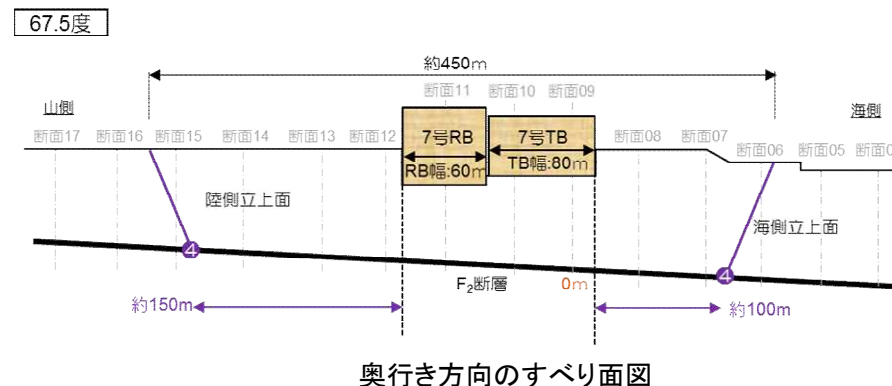 67.5度
約450m
断面11 断面10 断面09
山側
海側
断面17 断面16 断面15 断面14 断面13 断面12
7号RB
7号TB
断面08 断面07
断面06 断面05
RB幅:60m
TB幅:80m
陸側立上面
海側立上面
④
④
F₂断層
0m
約150m
約100m
奥行き方向のすべり面図